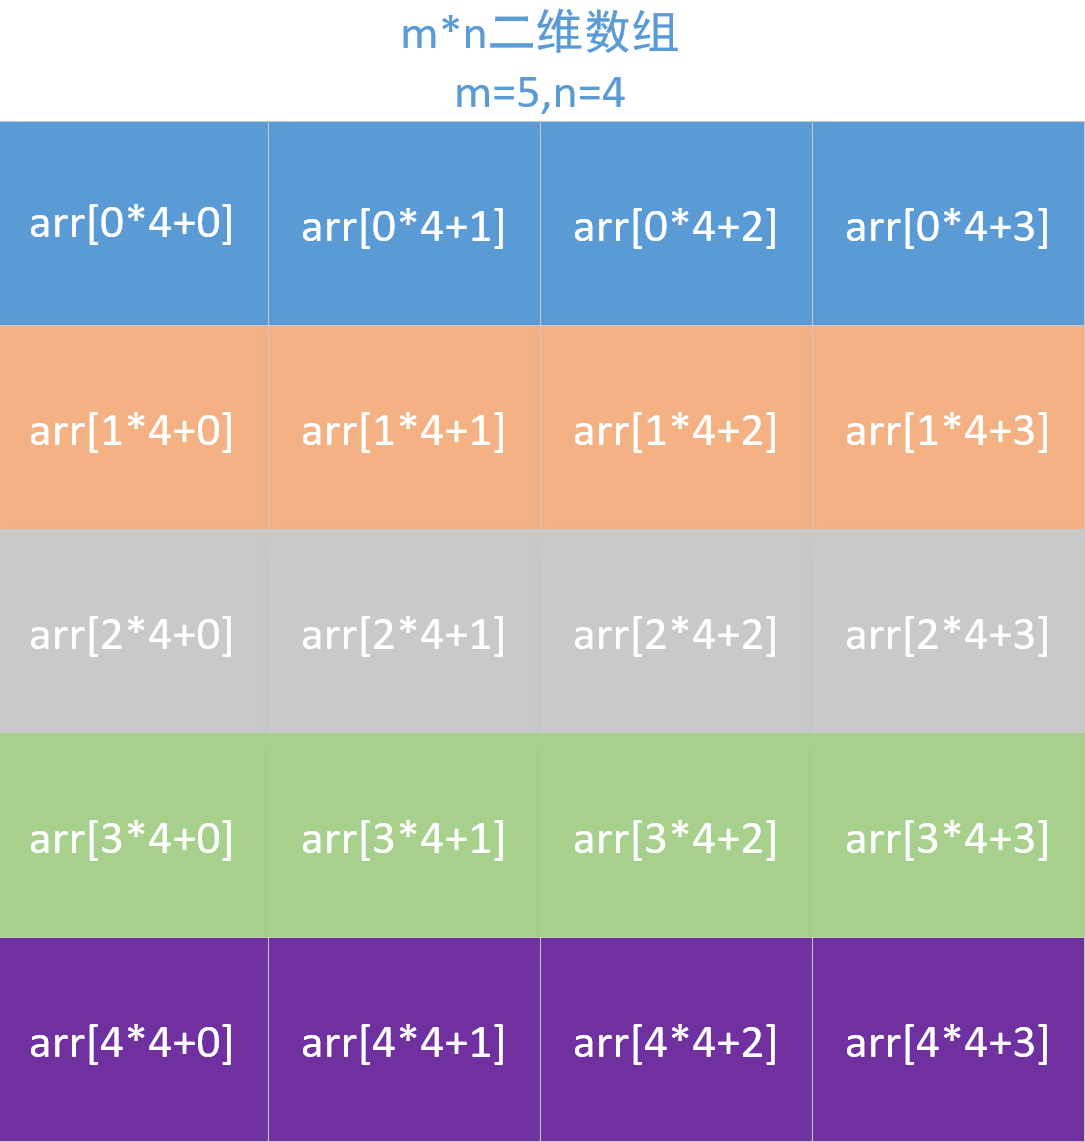 m*n二维数组
m=5,n=4
arr[0*4+0] arr[0*4+1] arr[0*4+2] arr[0*4+3]
arr[1*4+0] arr[1*4+1] arr[1*4+2] arr[1*4+3]
arr[2*4+0] arr[2*4+1] arr[2*4+2] arr[2*4+3]
arr[3*4+0] arr[3*4+1] arr[3*4+2] arr[3*4+3]
arr[4*4+0] arr[4*4+1] arr[4*4+2] arr[4*4+3]